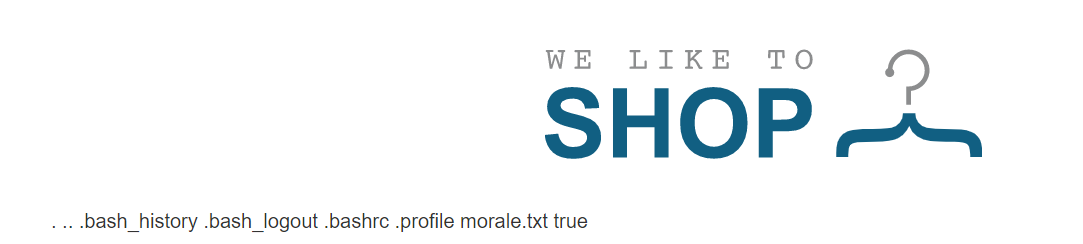 WE LIKE TO
SHOP
. .. .bash_history .bash_logout .bashrc .profile morale.txt true